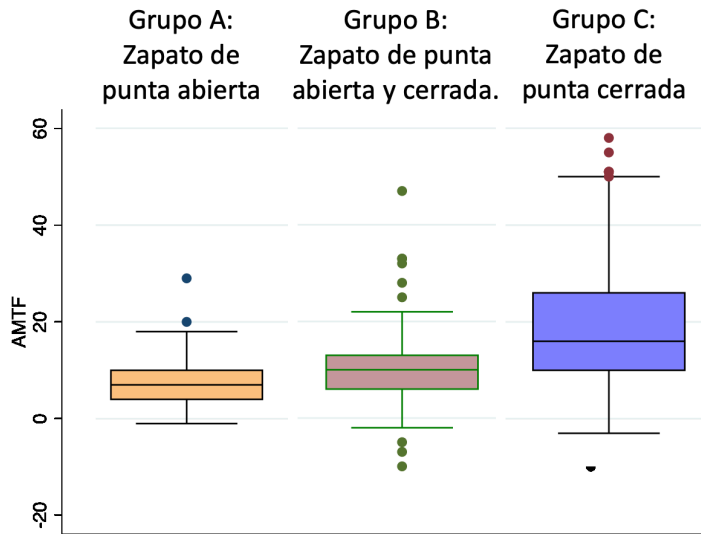 Grupo A:
Zapato de
punta abierta
Grupo B:
Zapato de punta
abierta y cerrada.
Grupo C:
Zapato de
punta cerrada
AMTF
60
40
20
0
-20